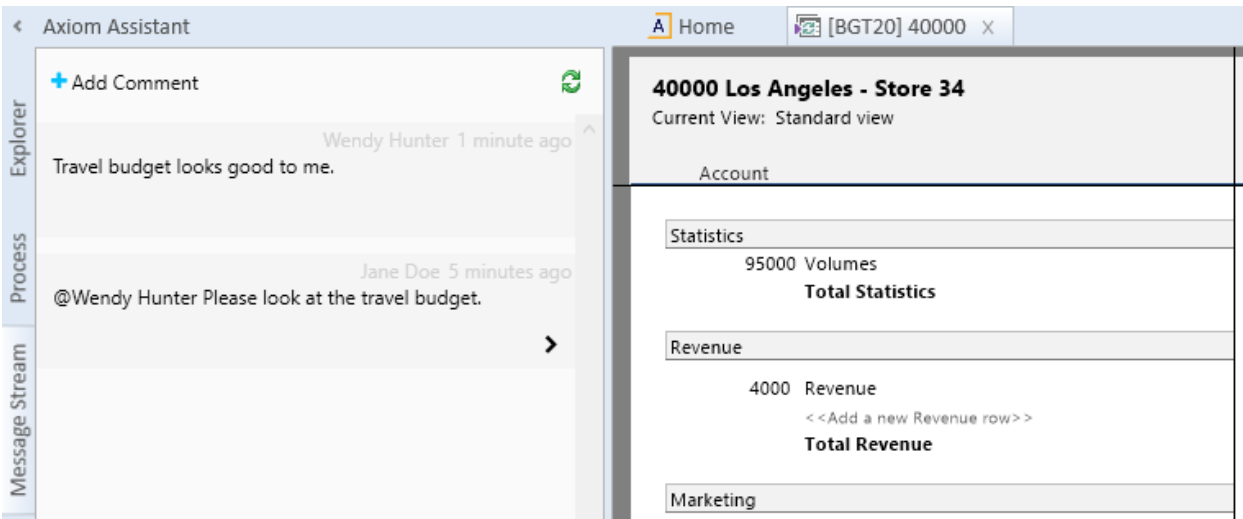 Axiom Assistant
Explorer
Process
Message Stream
Add Comment
Wendy Hunter 1 minute ago
Travel budget looks good to me.
Jane Doe 5 minutes ago
@Wendy Hunter Please look at the travel budget.
A Home
[BGT20] 40000 X
40000 Los Angeles - Store 34
Current View: Standard view
Account
Statistics
95000 Volumes
Total Statistics
Revenue
4000 Revenue
<<Add a new Revenue row>>
Total Revenue
Marketing